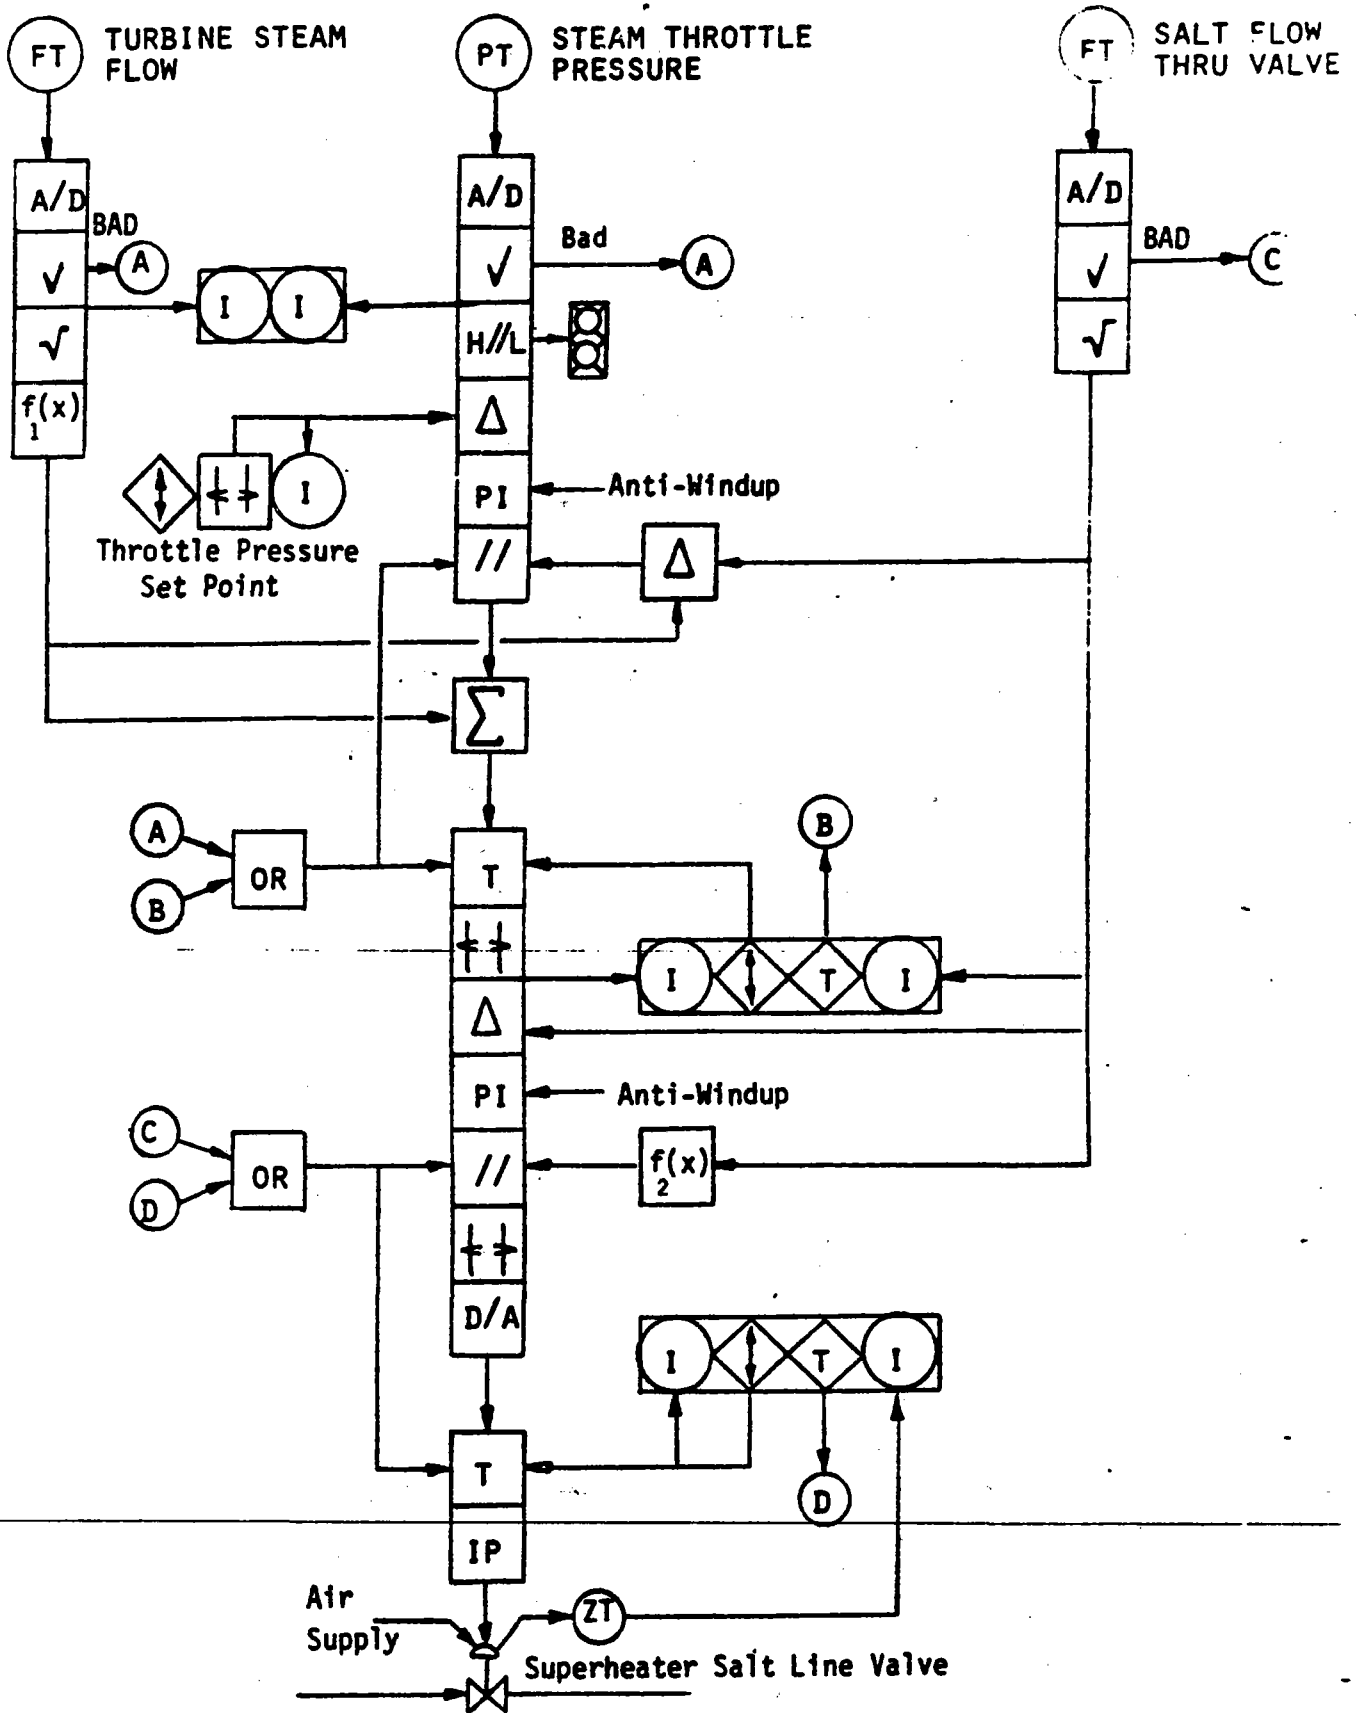 FT
TURBINE STEAM
FLOW
PT
STEAM THROTTLE
PRESSURE
FT
SALT FLOW
THRU VALVE
A/D
BAD
A
√
√
f(x)
1
I
I
A/D
Bad
A
√
H//L
Δ
PI
Anti-Windup
//
Δ
A/D
BAD
C
√
√
I
Throttle Pressure
Set Point
Σ
A
B
OR
T
B
I
T
I
Δ
PI
Anti-Windup
C
D
OR
//
f(x)
2
D/A
I
T
I
T
D
IP
Air
Supply
ZT
Superheater Salt Line Valve